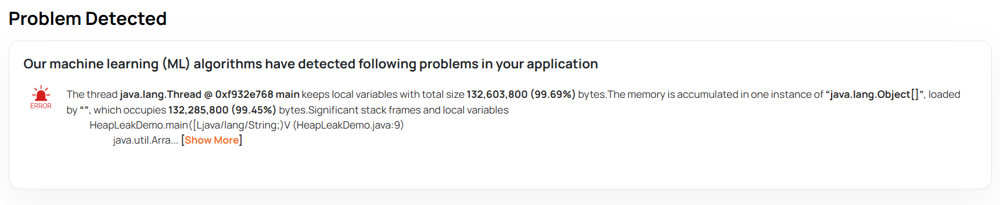 Problem Detected
Our machine learning (ML) algorithms have detected following problems in your application
The thread java.lang.Thread @ 0xf932e768 main keeps local variables with total size 132,603,800 (99.69%) bytes.The memory is accumulated in one instance of “java.lang.Object[]”, loaded
ERROR
by “”, which occupies 132,285,800 (99.45%) bytes.Significant stack frames and local variables
HeapLeakDemo.main([Ljava/lang/String;)V (HeapLeakDemo.java:9)
java.util.Arra... [Show More]